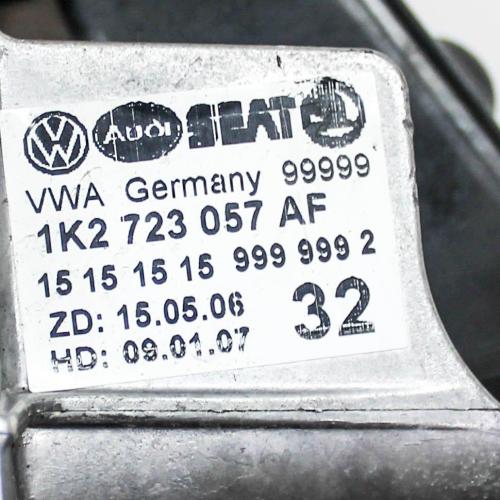 VW AUDI SEAT
VWA Germany 99999
1K2 723 057 AF
15 15 15 15 999 999 2
ZD: 15.05.06 32
HD: 09.01.07